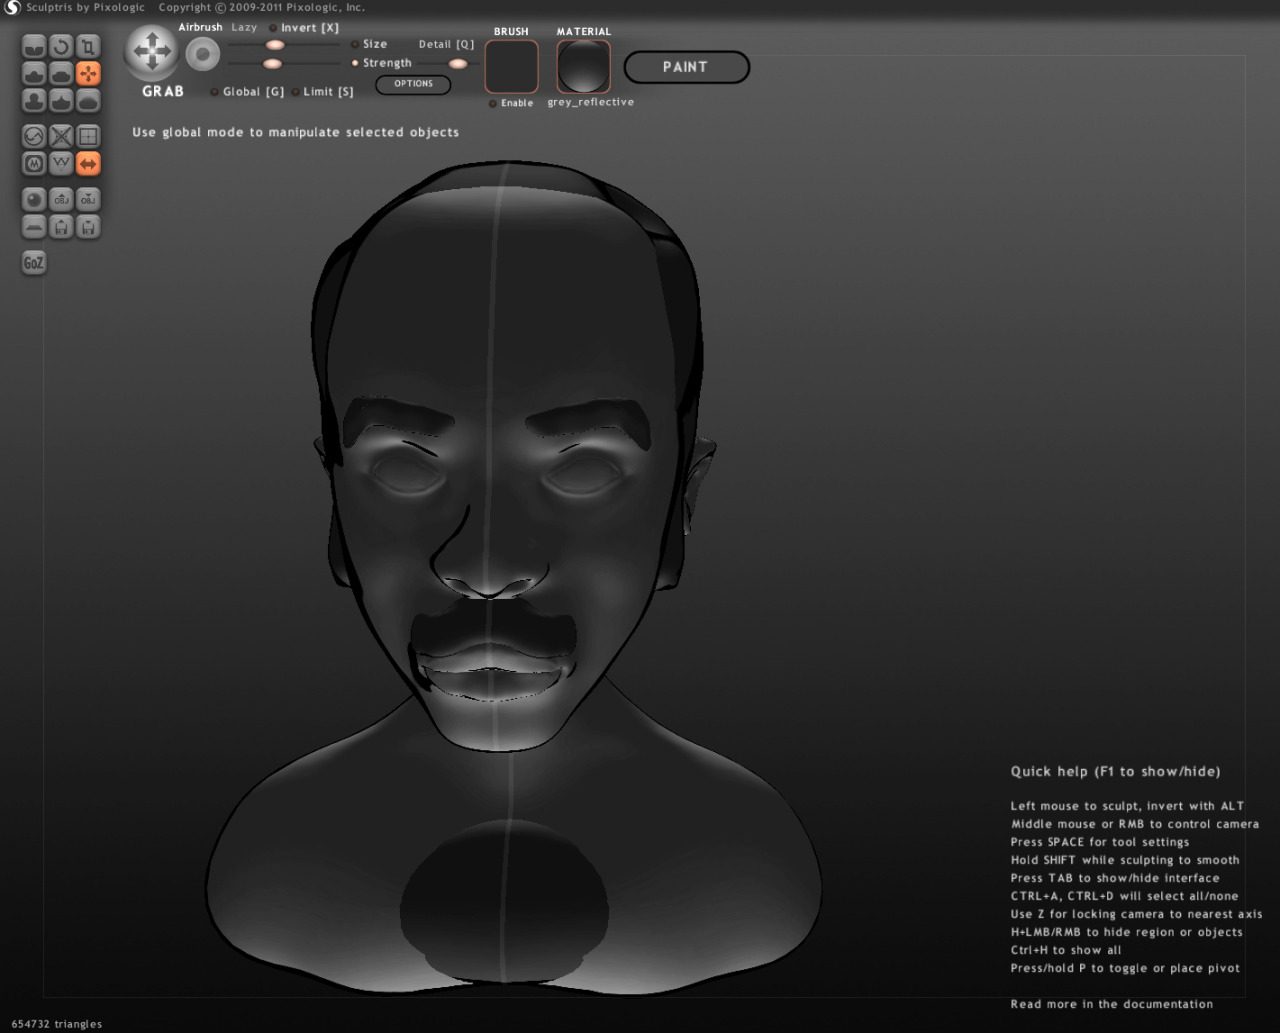 Sculptris by Pixologic Copyright © 2009-2011 Pixologic, Inc.
Airbrush Lazy Invert [X]
Size Detail [Q]
Strength
OPTIONS
GRAB
Global [G] Limit [S]
BRUSH
Enable
MATERIAL
grey_reflective
PAINT
Use global mode to manipulate selected objects
OBJ OBJ
GoZ
Quick help (F1 to show/hide)
Left mouse to sculpt, invert with ALT
Middle mouse or RMB to control camera
Press SPACE for tool settings
Hold SHIFT while sculpting to smooth
Press TAB to show/hide interface
CTRL+A, CTRL+D will select all/none
Use Z for locking camera to nearest axis
H+LMB/RMB to hide region or objects
Ctrl+H to show all
Press/hold P to toggle or place pivot
Read more in the documentation
654732 triangles